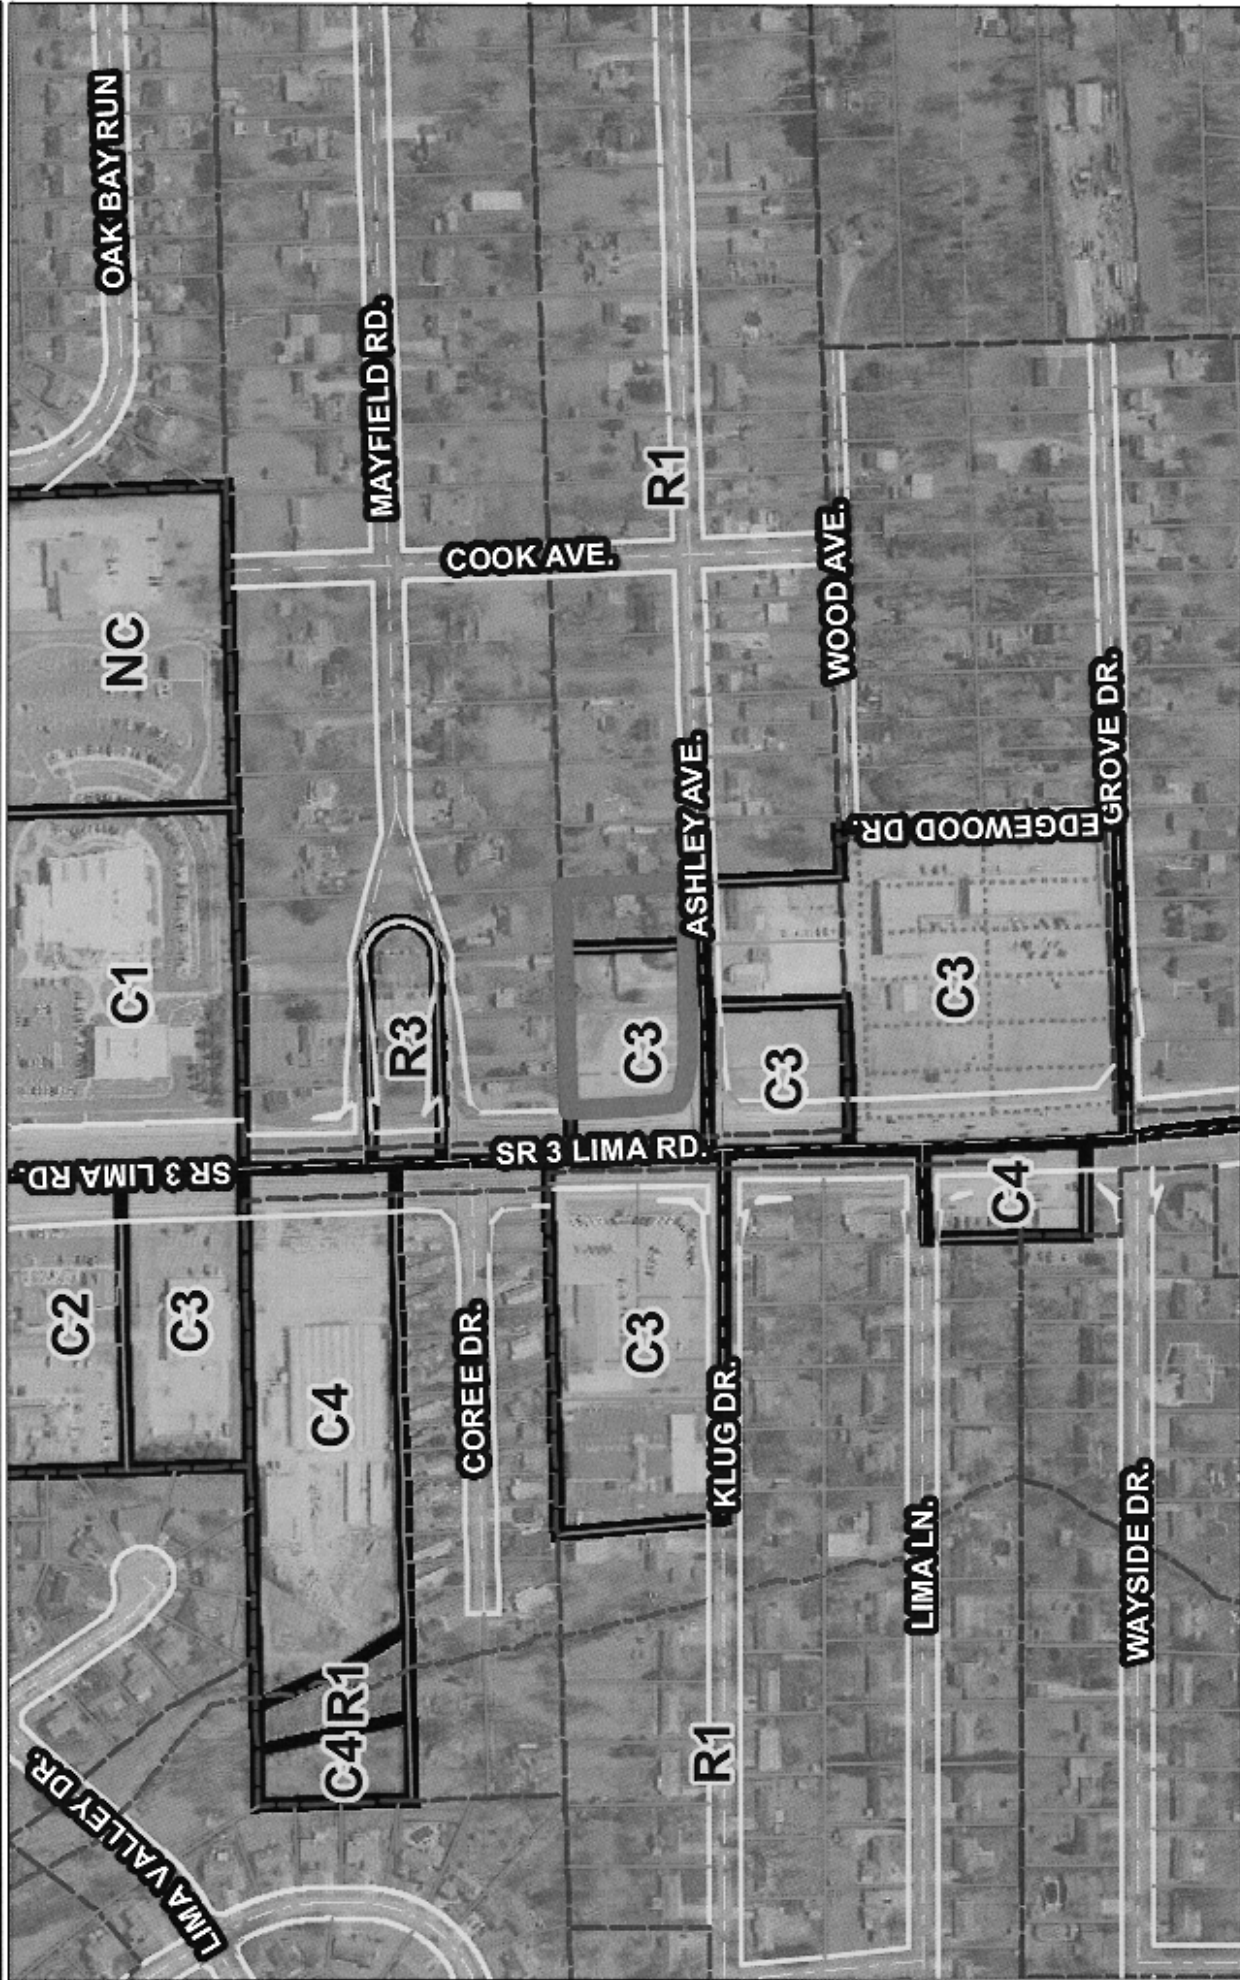 OAK BAY RUN
MAYFIELD RD.
R1
COOK AVE.
NC
WOOD AVE.
GROVE DR.
EDGEWOOD DR.
ASHLEY AVE.
C1
R3
C3
C3
C3
SR 3 LIMA RD.
SR 3 LIMA RD.
C4
C2
C3
C4
COREE DR.
C3
KLUG DR.
LIMA LN.
WAYSIDE DR.
R1
C4
R1
LIMA VALLEY DR.